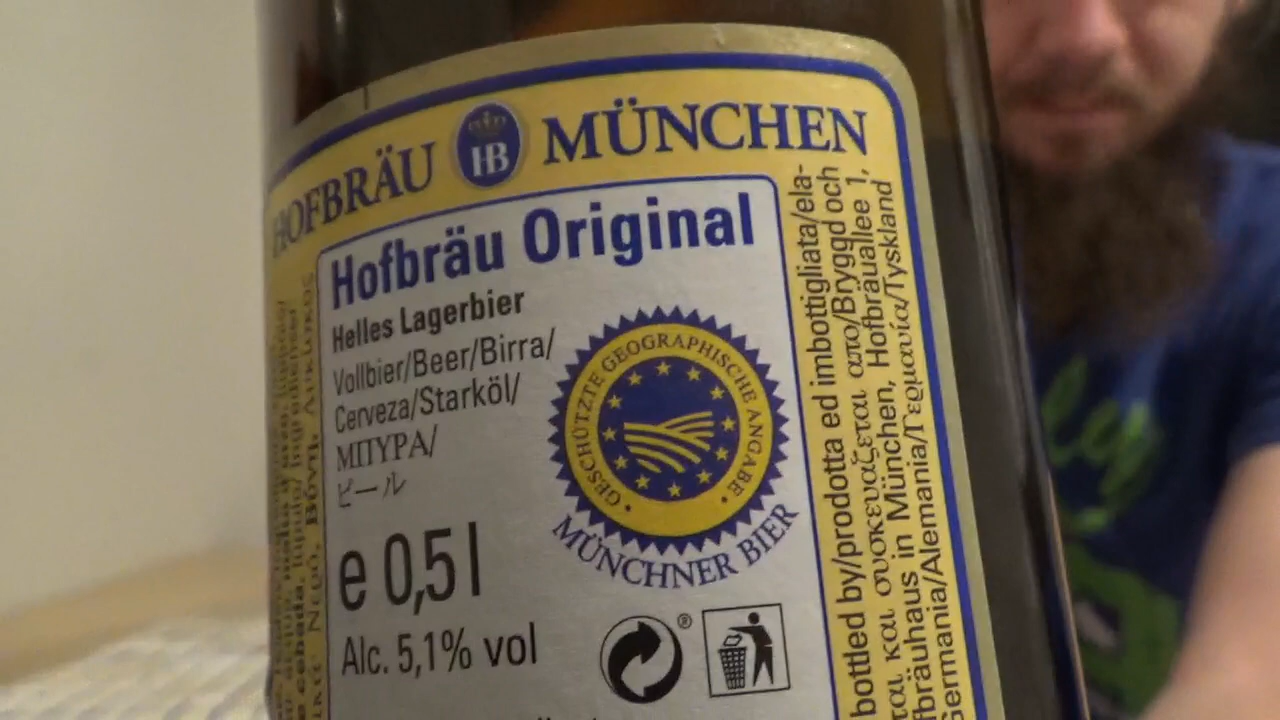 HOFBRÄU HB MÜNCHEN
Hofbräu Original
Helles Lagerbier
Vollbier/Beer/Birra/
Cerveza/Starköl/
ΜΠΥΡΑ/
ビール
e 0,5 l
Alc. 5,1% vol
GESCHÜTZTE GEOGRAPHISCHE ANGABE
MÜNCHNER BIER
®
bottled by/prodotta ed imbottigliata/ela-
και συσκευάζεται απο/Bryggd och
fbräuhaus in München, Hofbräuallee 1,
Germania/Alemania/Γερμανία/Tyskland